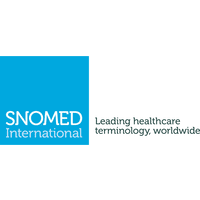 SNOMED
International
Leading healthcare
terminology, worldwide